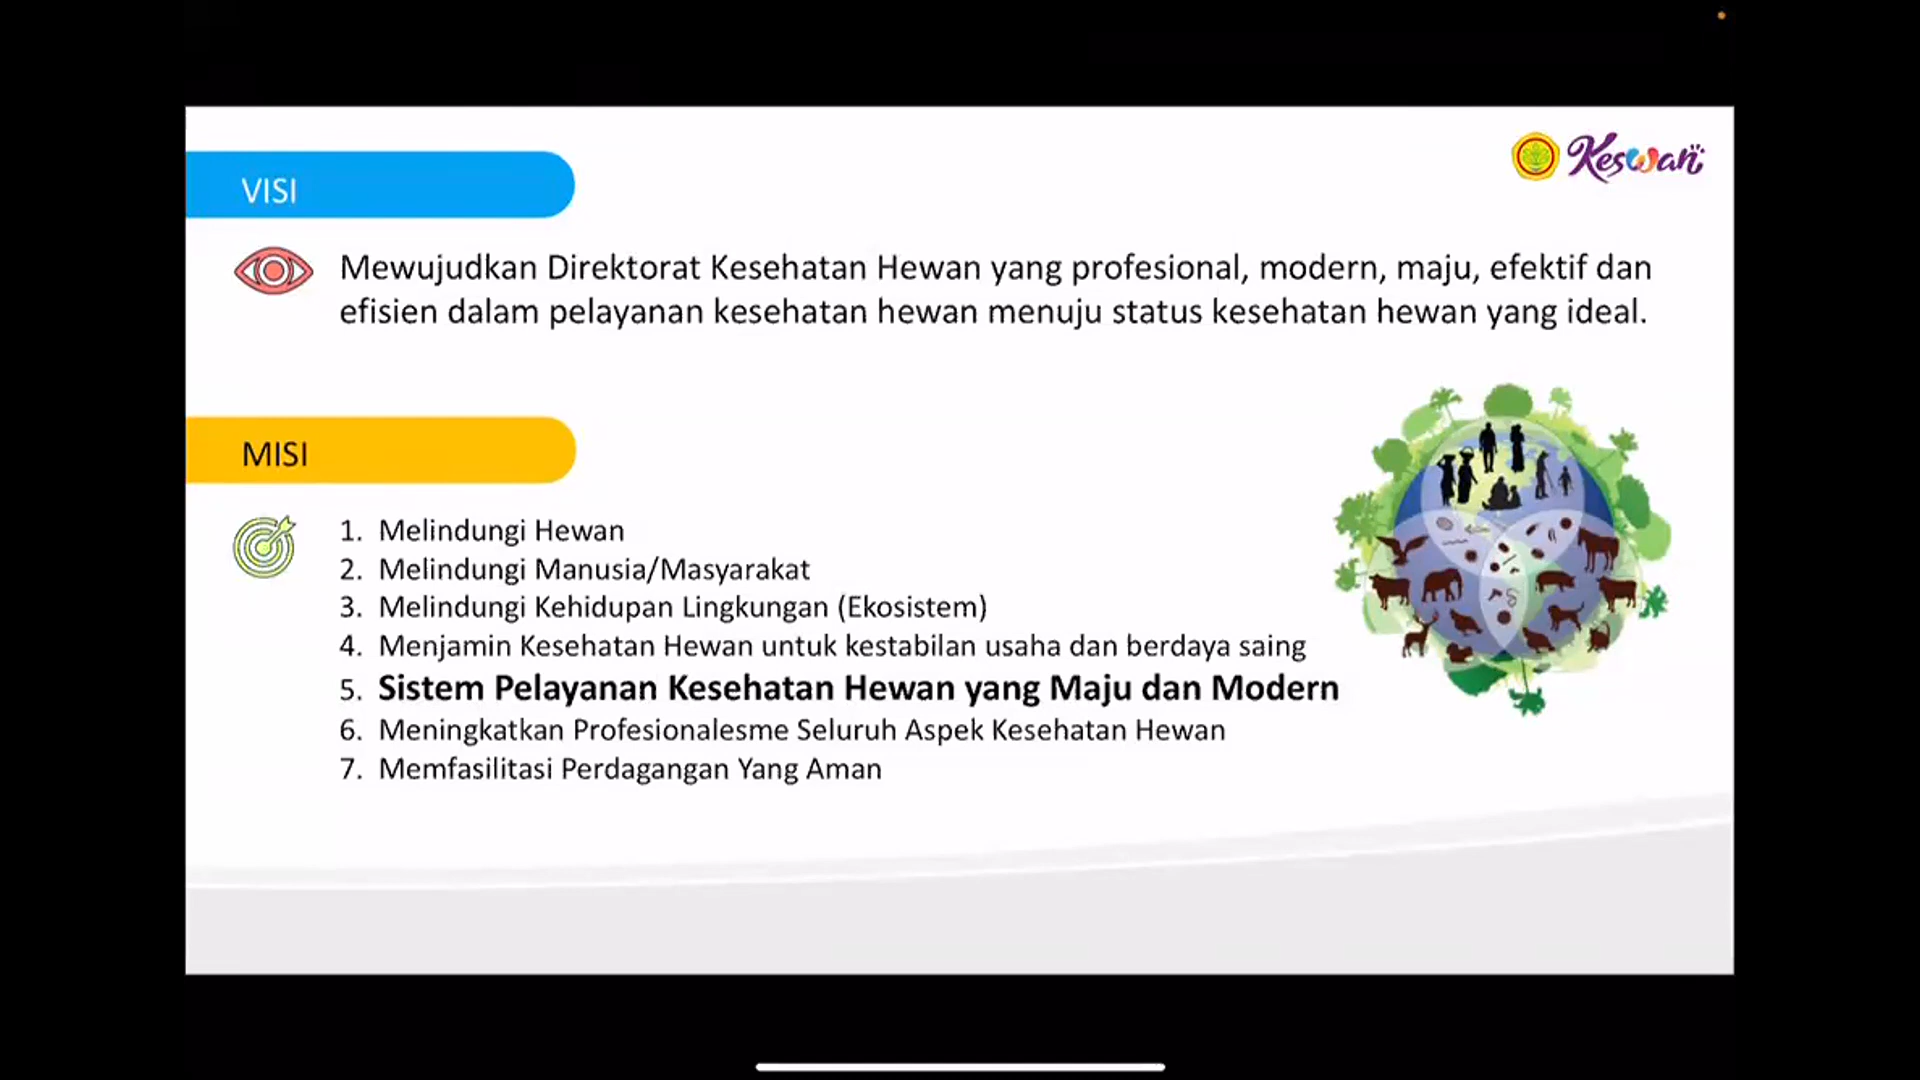 Keswan
VISI
Mewujudkan Direktorat Kesehatan Hewan yang profesional, modern, maju, efektif dan
efisien dalam pelayanan kesehatan hewan menuju status kesehatan hewan yang ideal.
MISI
1. Melindungi Hewan
2. Melindungi Manusia/Masyarakat
3. Melindungi Kehidupan Lingkungan (Ekosistem)
4. Menjamin Kesehatan Hewan untuk kestabilan usaha dan berdaya saing
5. Sistem Pelayanan Kesehatan Hewan yang Maju dan Modern
6. Meningkatkan Profesionalesme Seluruh Aspek Kesehatan Hewan
7. Memfasilitasi Perdagangan Yang Aman